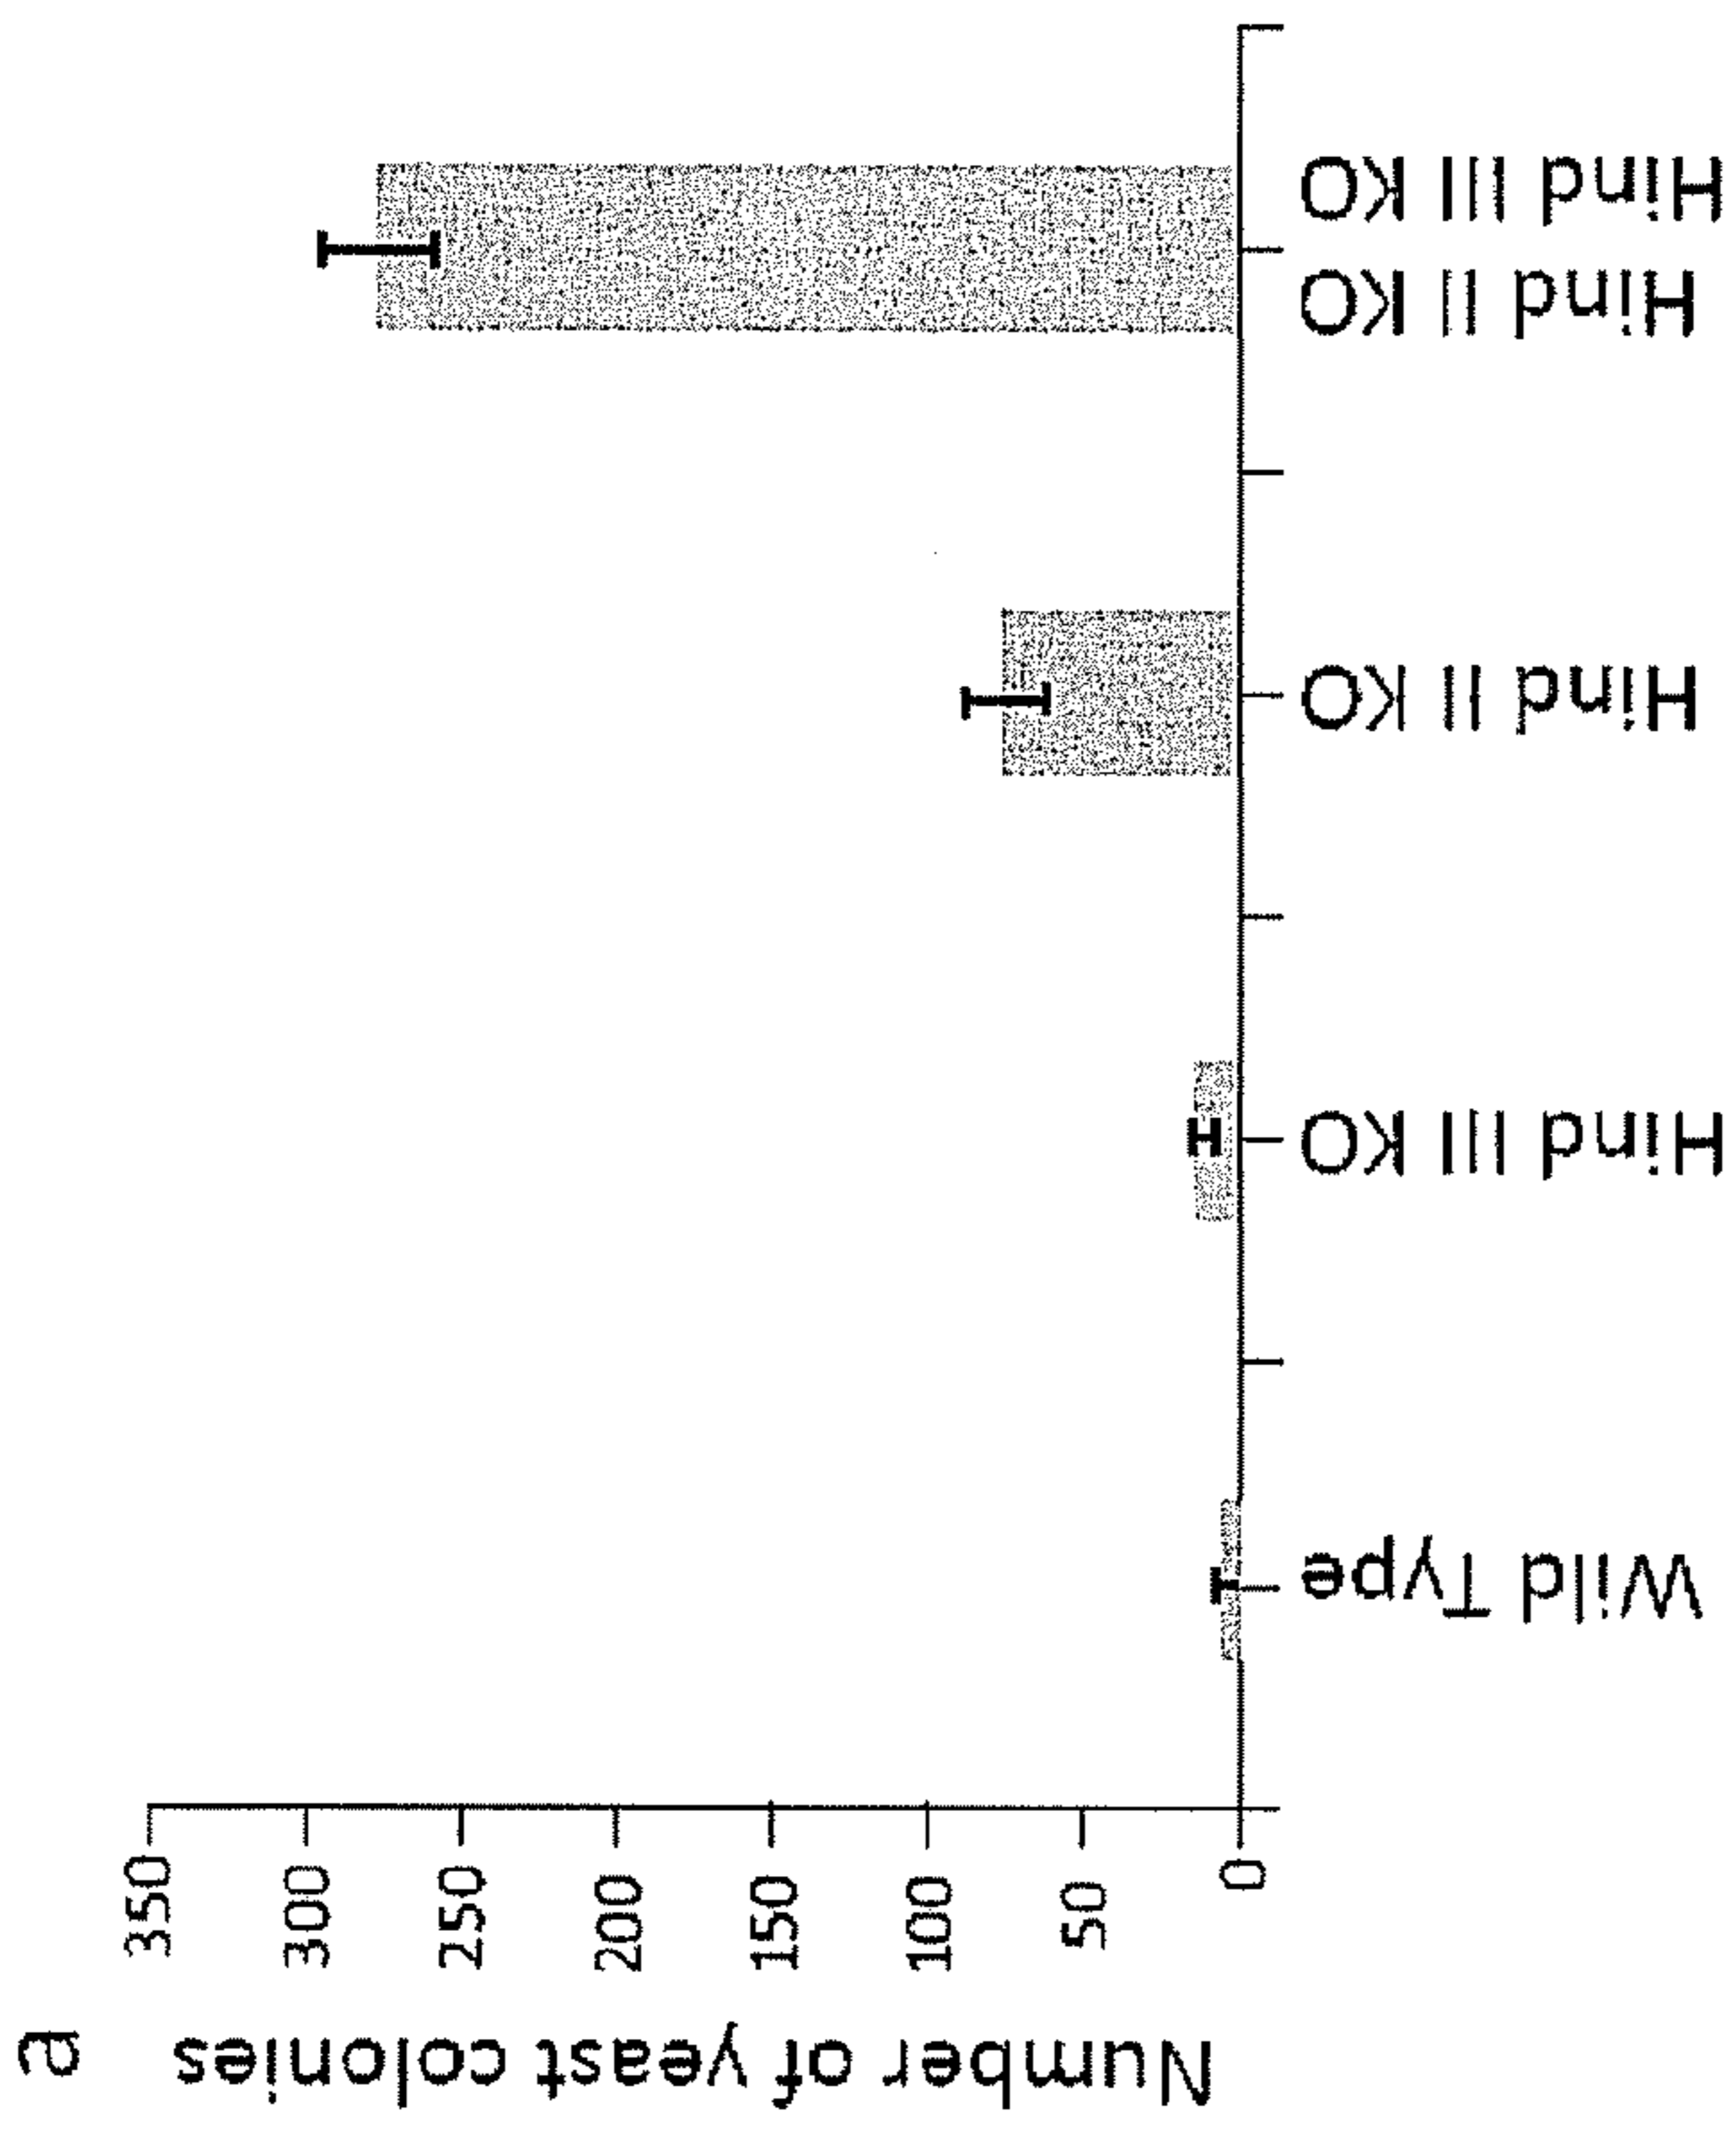 a
Number of yeast colonies
350
300
250
200
150
100
50
0
Wild Type
Hind III KO
Hind II KO
Hind II KO
Hind III KO